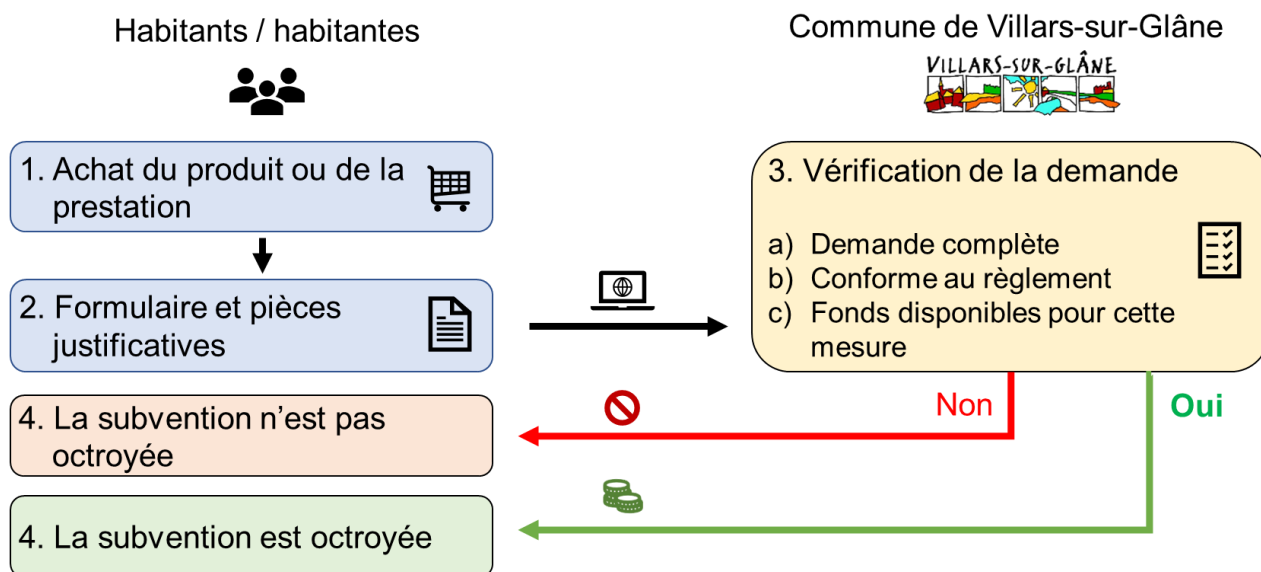 Habitants / habitantes
Commune de Villars-sur-Glâne
VILLARS-SUR-GLÂNE
1. Achat du produit ou de la
prestation
2. Formulaire et pièces
justificatives
3. Vérification de la demande
a) Demande complète
b) Conforme au règlement
c) Fonds disponibles pour cette
mesure
Non
Oui
4. La subvention n’est pas
octroyée
4. La subvention est octroyée